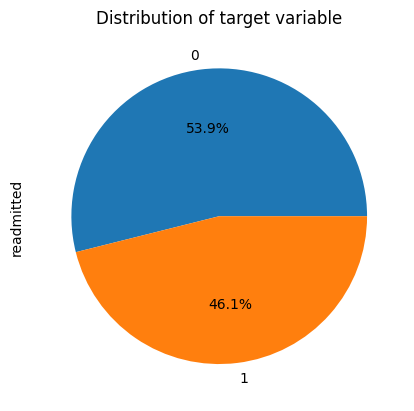 Distribution of target variable
0
53.9%
readmitted
46.1%
1